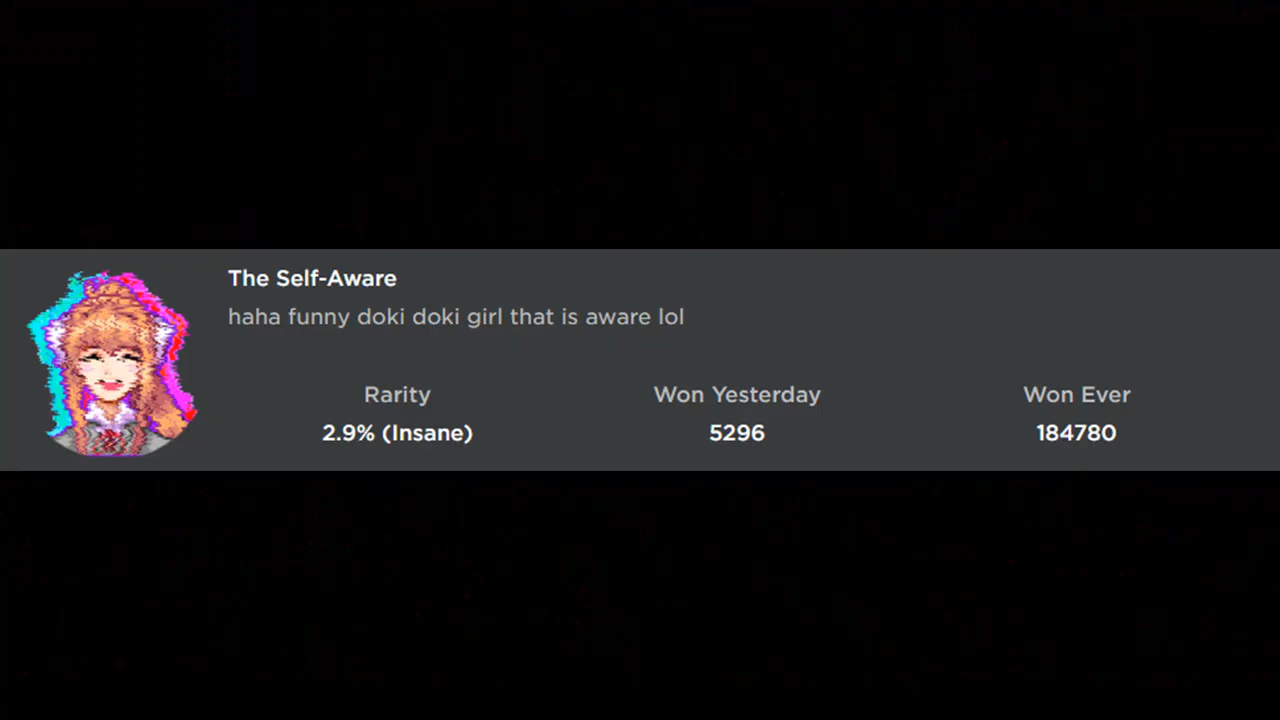 The Self-Aware
haha funny doki doki girl that is aware lol
Rarity Won Yesterday Won Ever
2.9% (Insane) 5296 184780